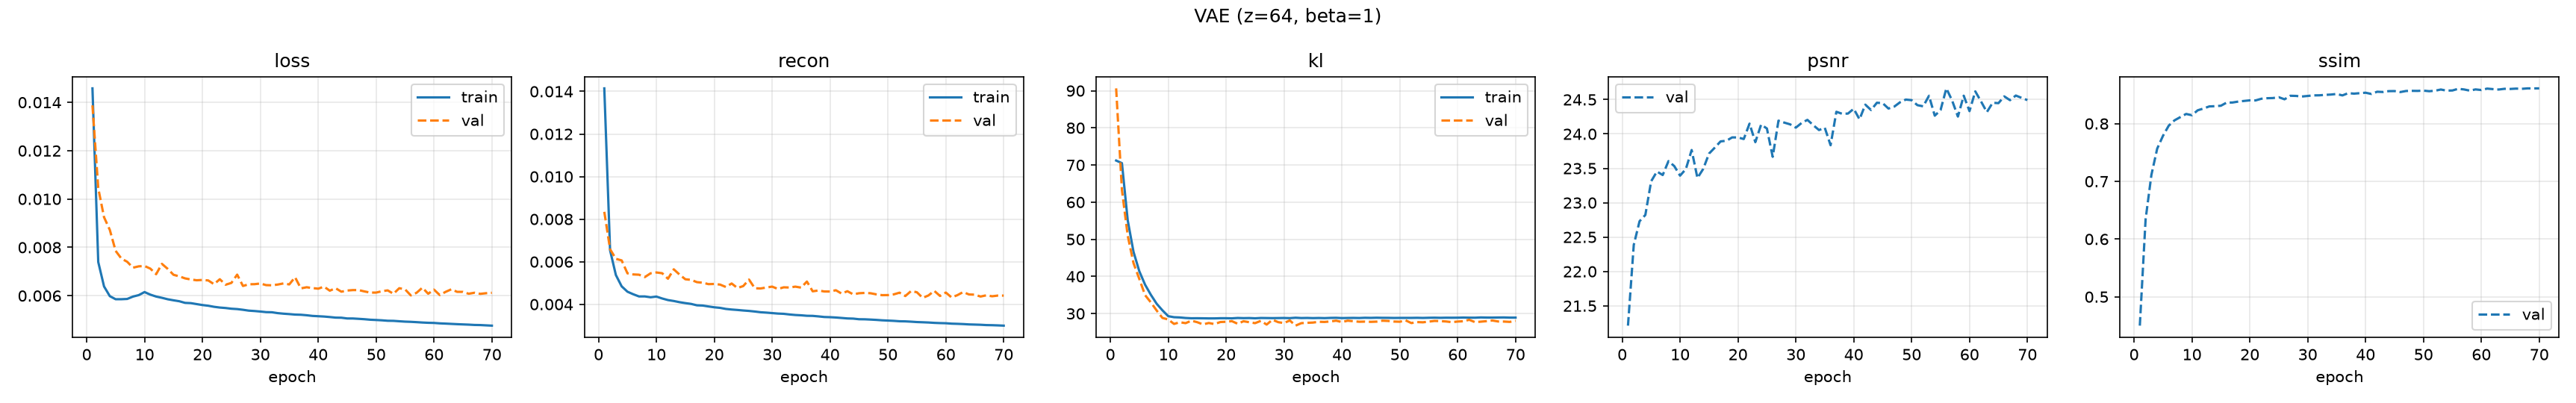 VAE (z=64, beta=1)
loss
0.014
0.012
0.010
0.008
0.006
0 10 20 30 40 50 60 70
epoch
train
val
recon
0.014
0.012
0.010
0.008
0.006
0.004
0 10 20 30 40 50 60 70
epoch
train
val
kl
90
80
70
60
50
40
30
0 10 20 30 40 50 60 70
epoch
train
val
psnr
24.5
24.0
23.5
23.0
22.5
22.0
21.5
0 10 20 30 40 50 60 70
epoch
val
ssim
0.8
0.7
0.6
0.5
0 10 20 30 40 50 60 70
epoch
val